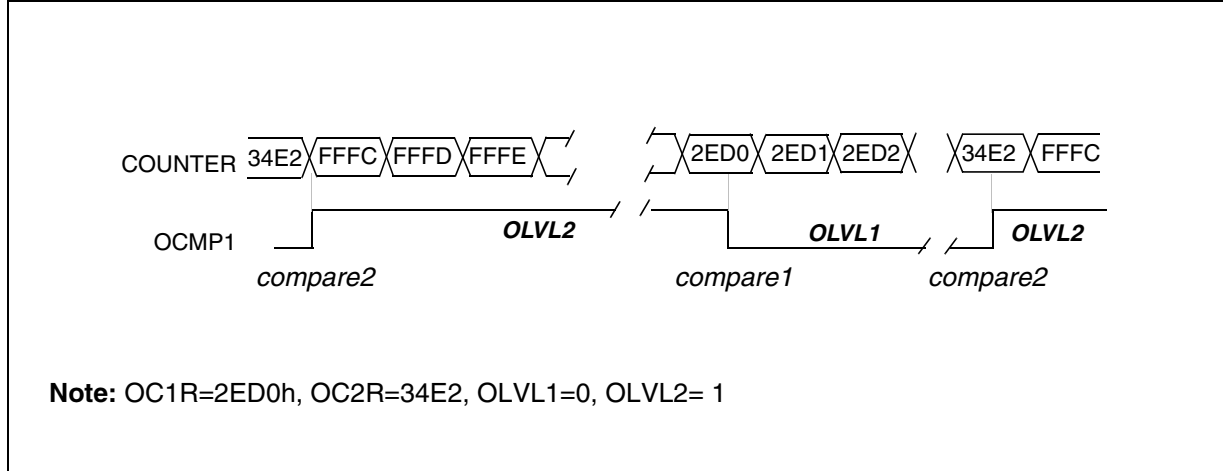 COUNTER 34E2 FFFC FFFD FFFE 2ED0 2ED1 2ED2 34E2 FFFC
OCMP1 OLVL2 OLVL1 OLVL2
compare2 compare1 compare2
Note: OC1R=2ED0h, OC2R=34E2, OLVL1=0, OLVL2= 1